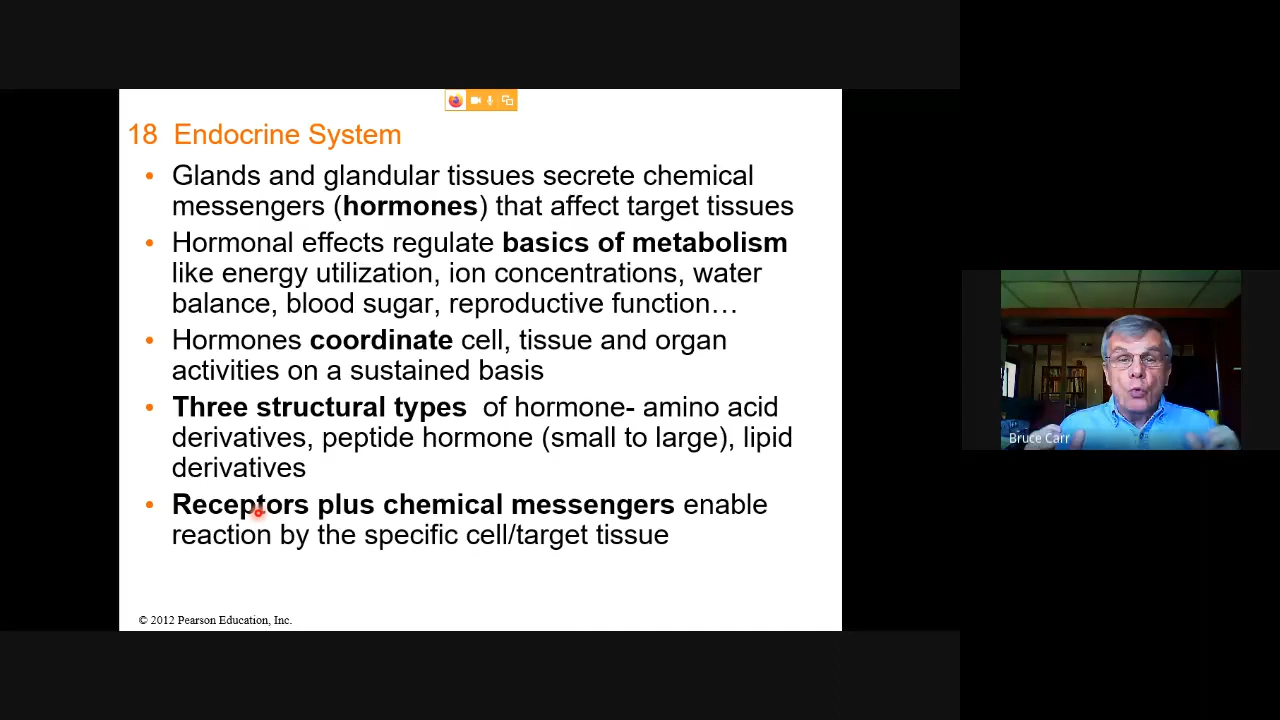 18 Endocrine System
• Glands and glandular tissues secrete chemical
messengers (hormones) that affect target tissues
• Hormonal effects regulate basics of metabolism
like energy utilization, ion concentrations, water
balance, blood sugar, reproductive function…
• Hormones coordinate cell, tissue and organ
activities on a sustained basis
• Three structural types of hormone- amino acid
derivatives, peptide hormone (small to large), lipid
derivatives
• Receptors plus chemical messengers enable
reaction by the specific cell/target tissue
© 2012 Pearson Education, Inc.
Bruce Carr